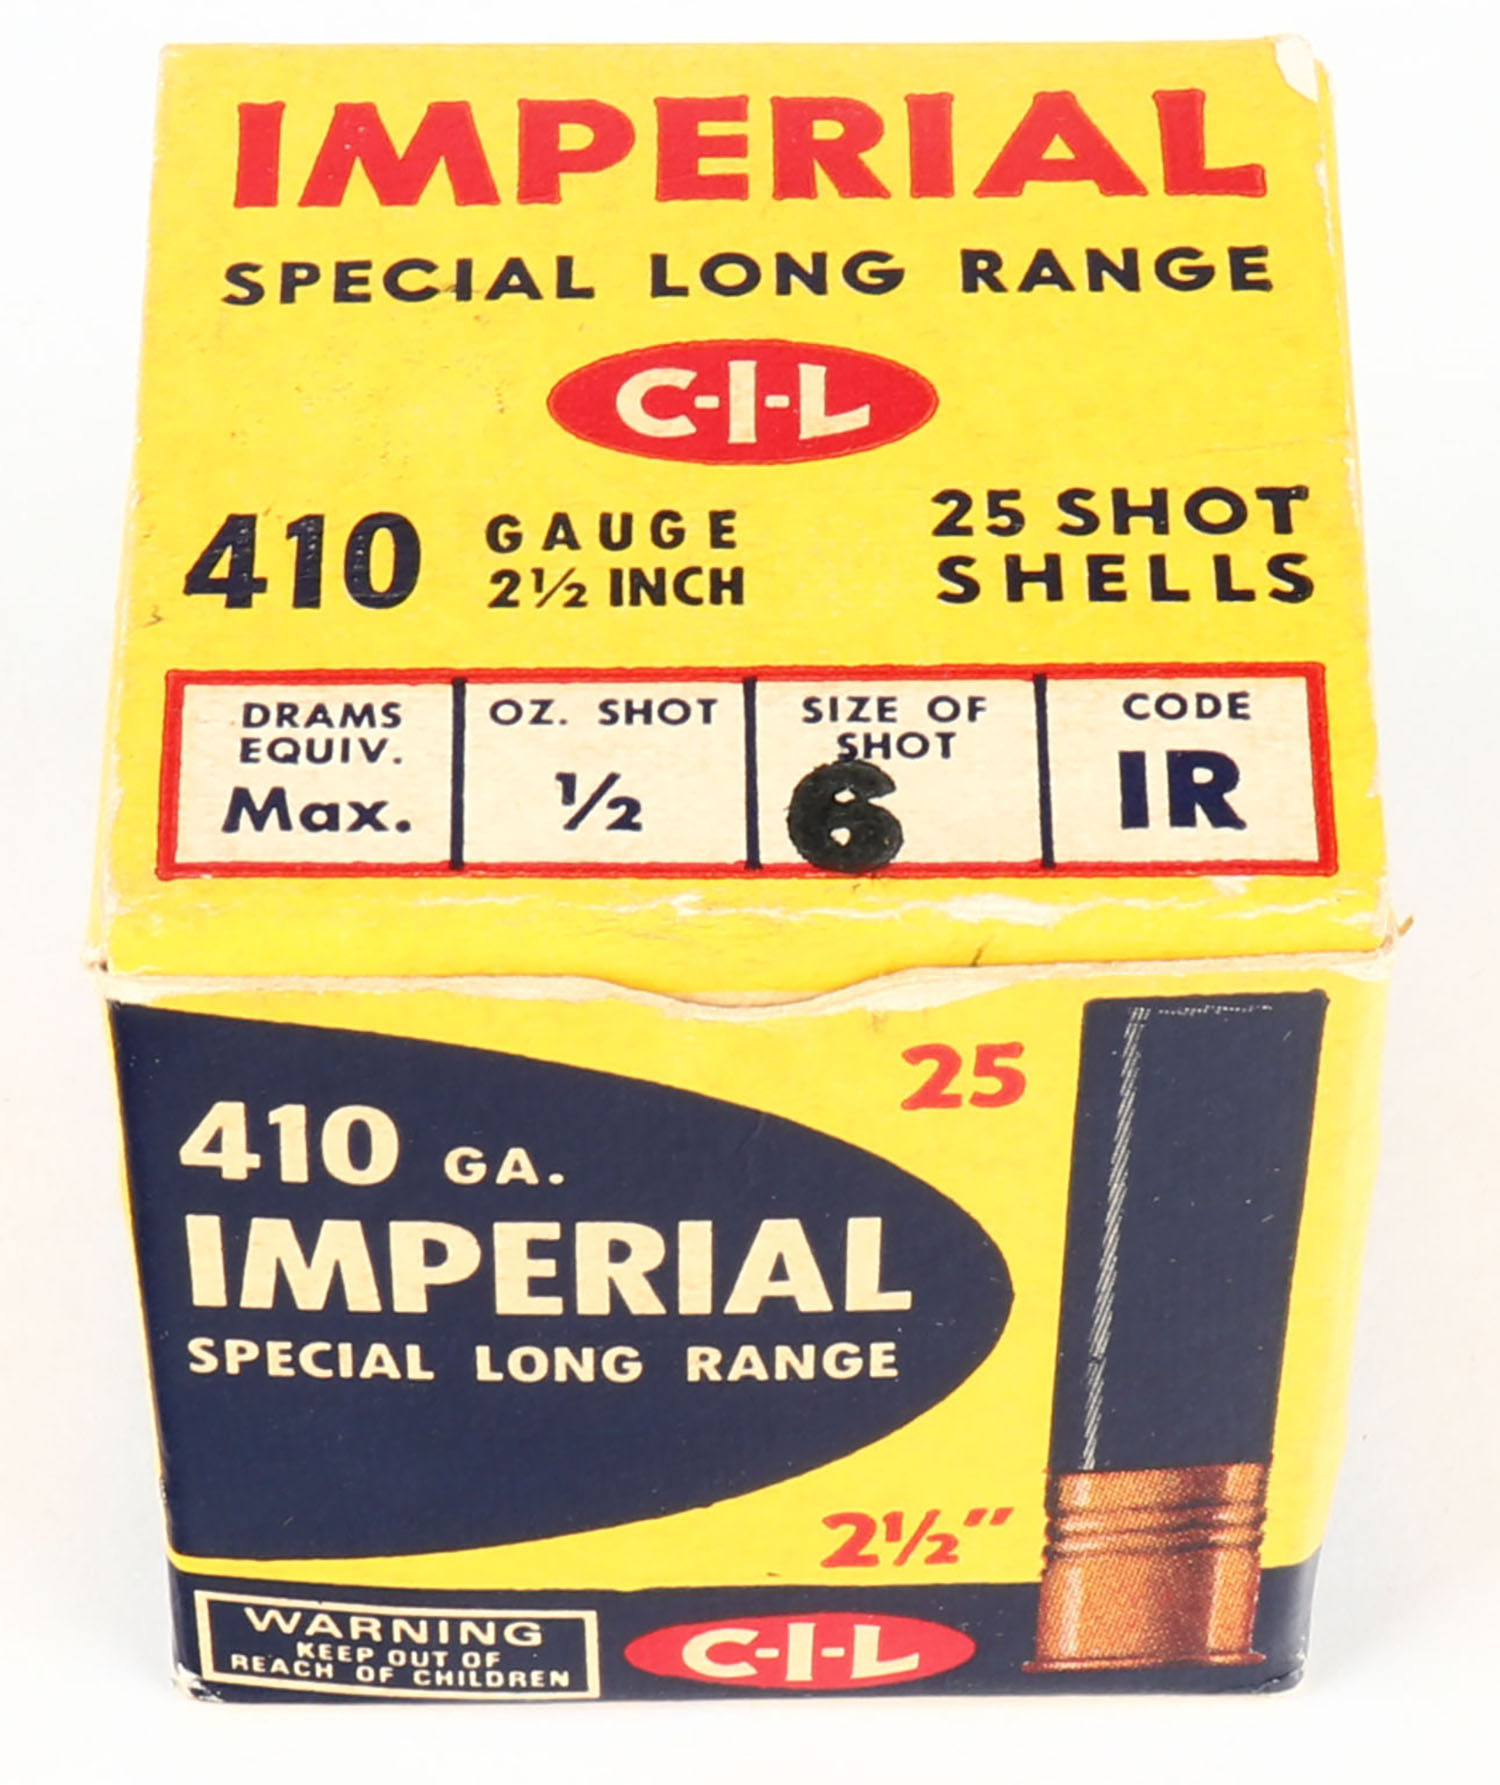 IMPERIAL
SPECIAL LONG RANGE
C-I-L
410 GAUGE
2½ INCH
25 SHOT
SHELLS
DRAMS
EQUIV.
Max.
OZ. SHOT
½
SIZE OF
SHOT
6
CODE
IR
25
410 GA.
IMPERIAL
SPECIAL LONG RANGE
2½"
WARNING
KEEP OUT OF
REACH OF CHILDREN
C-I-L